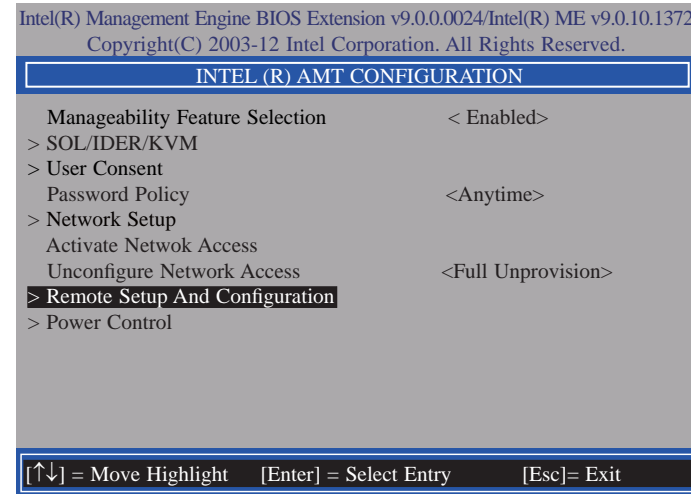 Intel(R) Management Engine BIOS Extension v9.0.0.0024/Intel(R) ME v9.0.10.1372
Copyright(C) 2003-12 Intel Corporation. All Rights Reserved.
INTEL (R) AMT CONFIGURATION
Manageability Feature Selection < Enabled>
> SOL/IDER/KVM
> User Consent
Password Policy <Anytime>
> Network Setup
Activate Netwok Access
Unconfigure Network Access <Full Unprovision>
> Remote Setup And Configuration
> Power Control
[↑↓] = Move Highlight [Enter] = Select Entry [Esc]= Exit